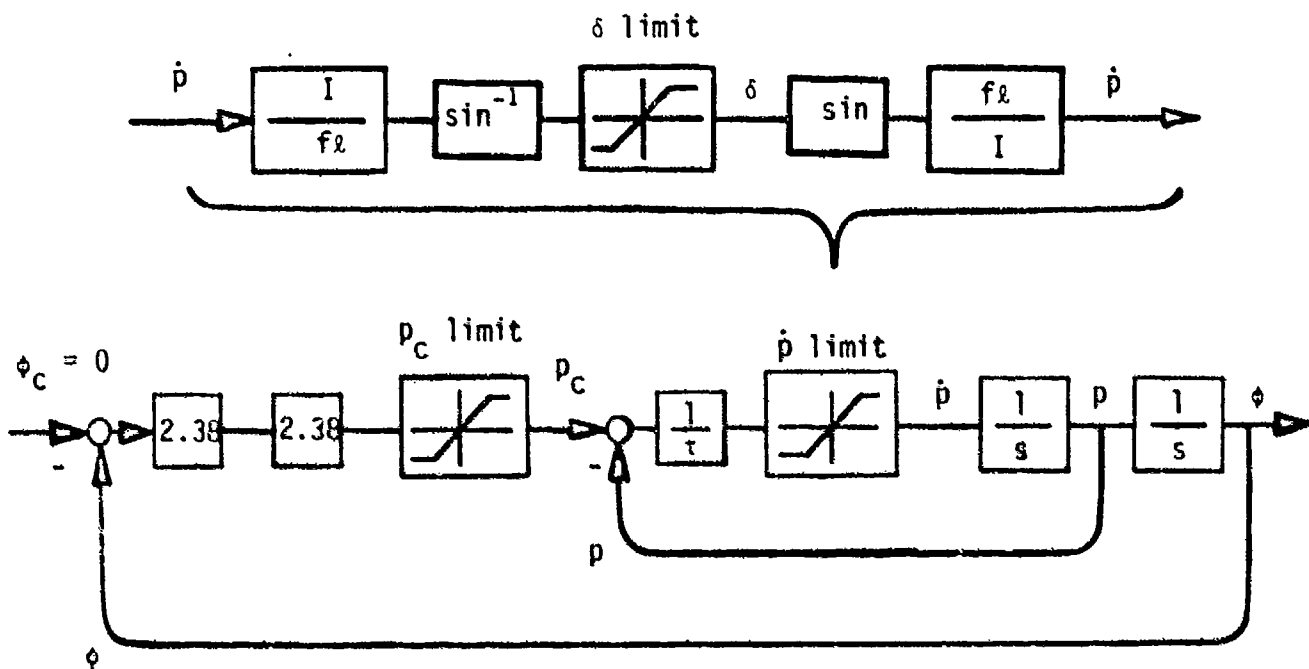 δ limit
ṗ
I
fℓ
sin⁻¹
δ
sin
fℓ
I
ṗ
p_c limit
ṗ limit
ϕ_c = 0
-
2.38
2.38
p_c
-
1
τ
ṗ
1
s
p
1
s
ϕ
p
ϕ